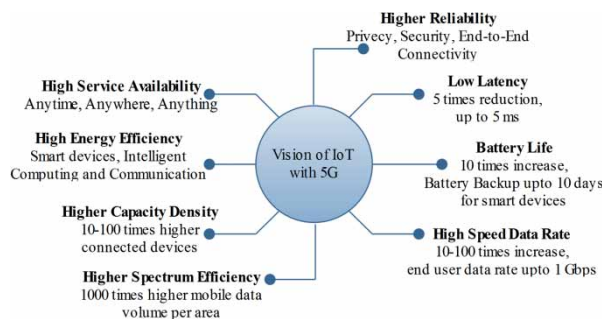 Higher Reliability
Privecy, Security, End-to-End
Connectivity
High Service Availability
Anytime, Anywhere, Anything
Low Latency
5 times reduction,
up to 5 ms
High Energy Efficiency
Smart devices, Intelligent
Computing and Communication
Vision of IoT
with 5G
Battery Life
10 times increase,
Battery Backup upto 10 days
for smart devices
Higher Capacity Density
10-100 times higher
connected devices
High Speed Data Rate
10-100 times increase,
end user data rate upto 1 Gbps
Higher Spectrum Efficiency
1000 times higher mobile data
volume per area